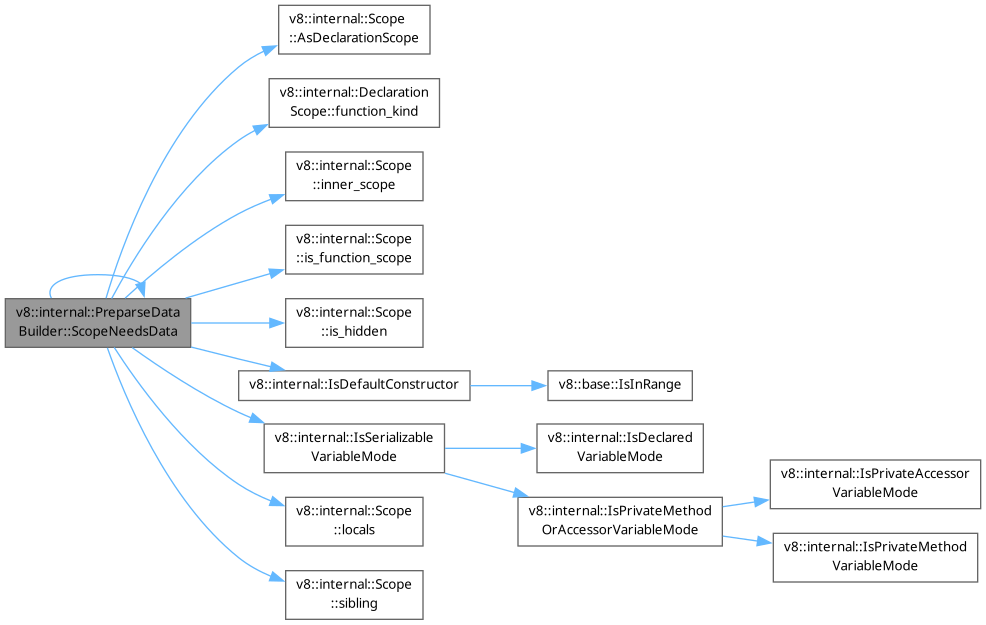 v8::internal::Scope
::AsDeclarationScope
v8::internal::Declaration
Scope::function_kind
v8::internal::Scope
::inner_scope
v8::internal::Scope
::is_function_scope
v8::internal::PreparseData
Builder::ScopeNeedsData
v8::internal::Scope
::is_hidden
v8::internal::IsDefaultConstructor
v8::base::IsInRange
v8::internal::IsSerializable
VariableMode
v8::internal::IsDeclared
VariableMode
v8::internal::IsPrivateAccessor
VariableMode
v8::internal::Scope
::locals
v8::internal::IsPrivateMethod
OrAccessorVariableMode
v8::internal::IsPrivateMethod
VariableMode
v8::internal::Scope
::sibling